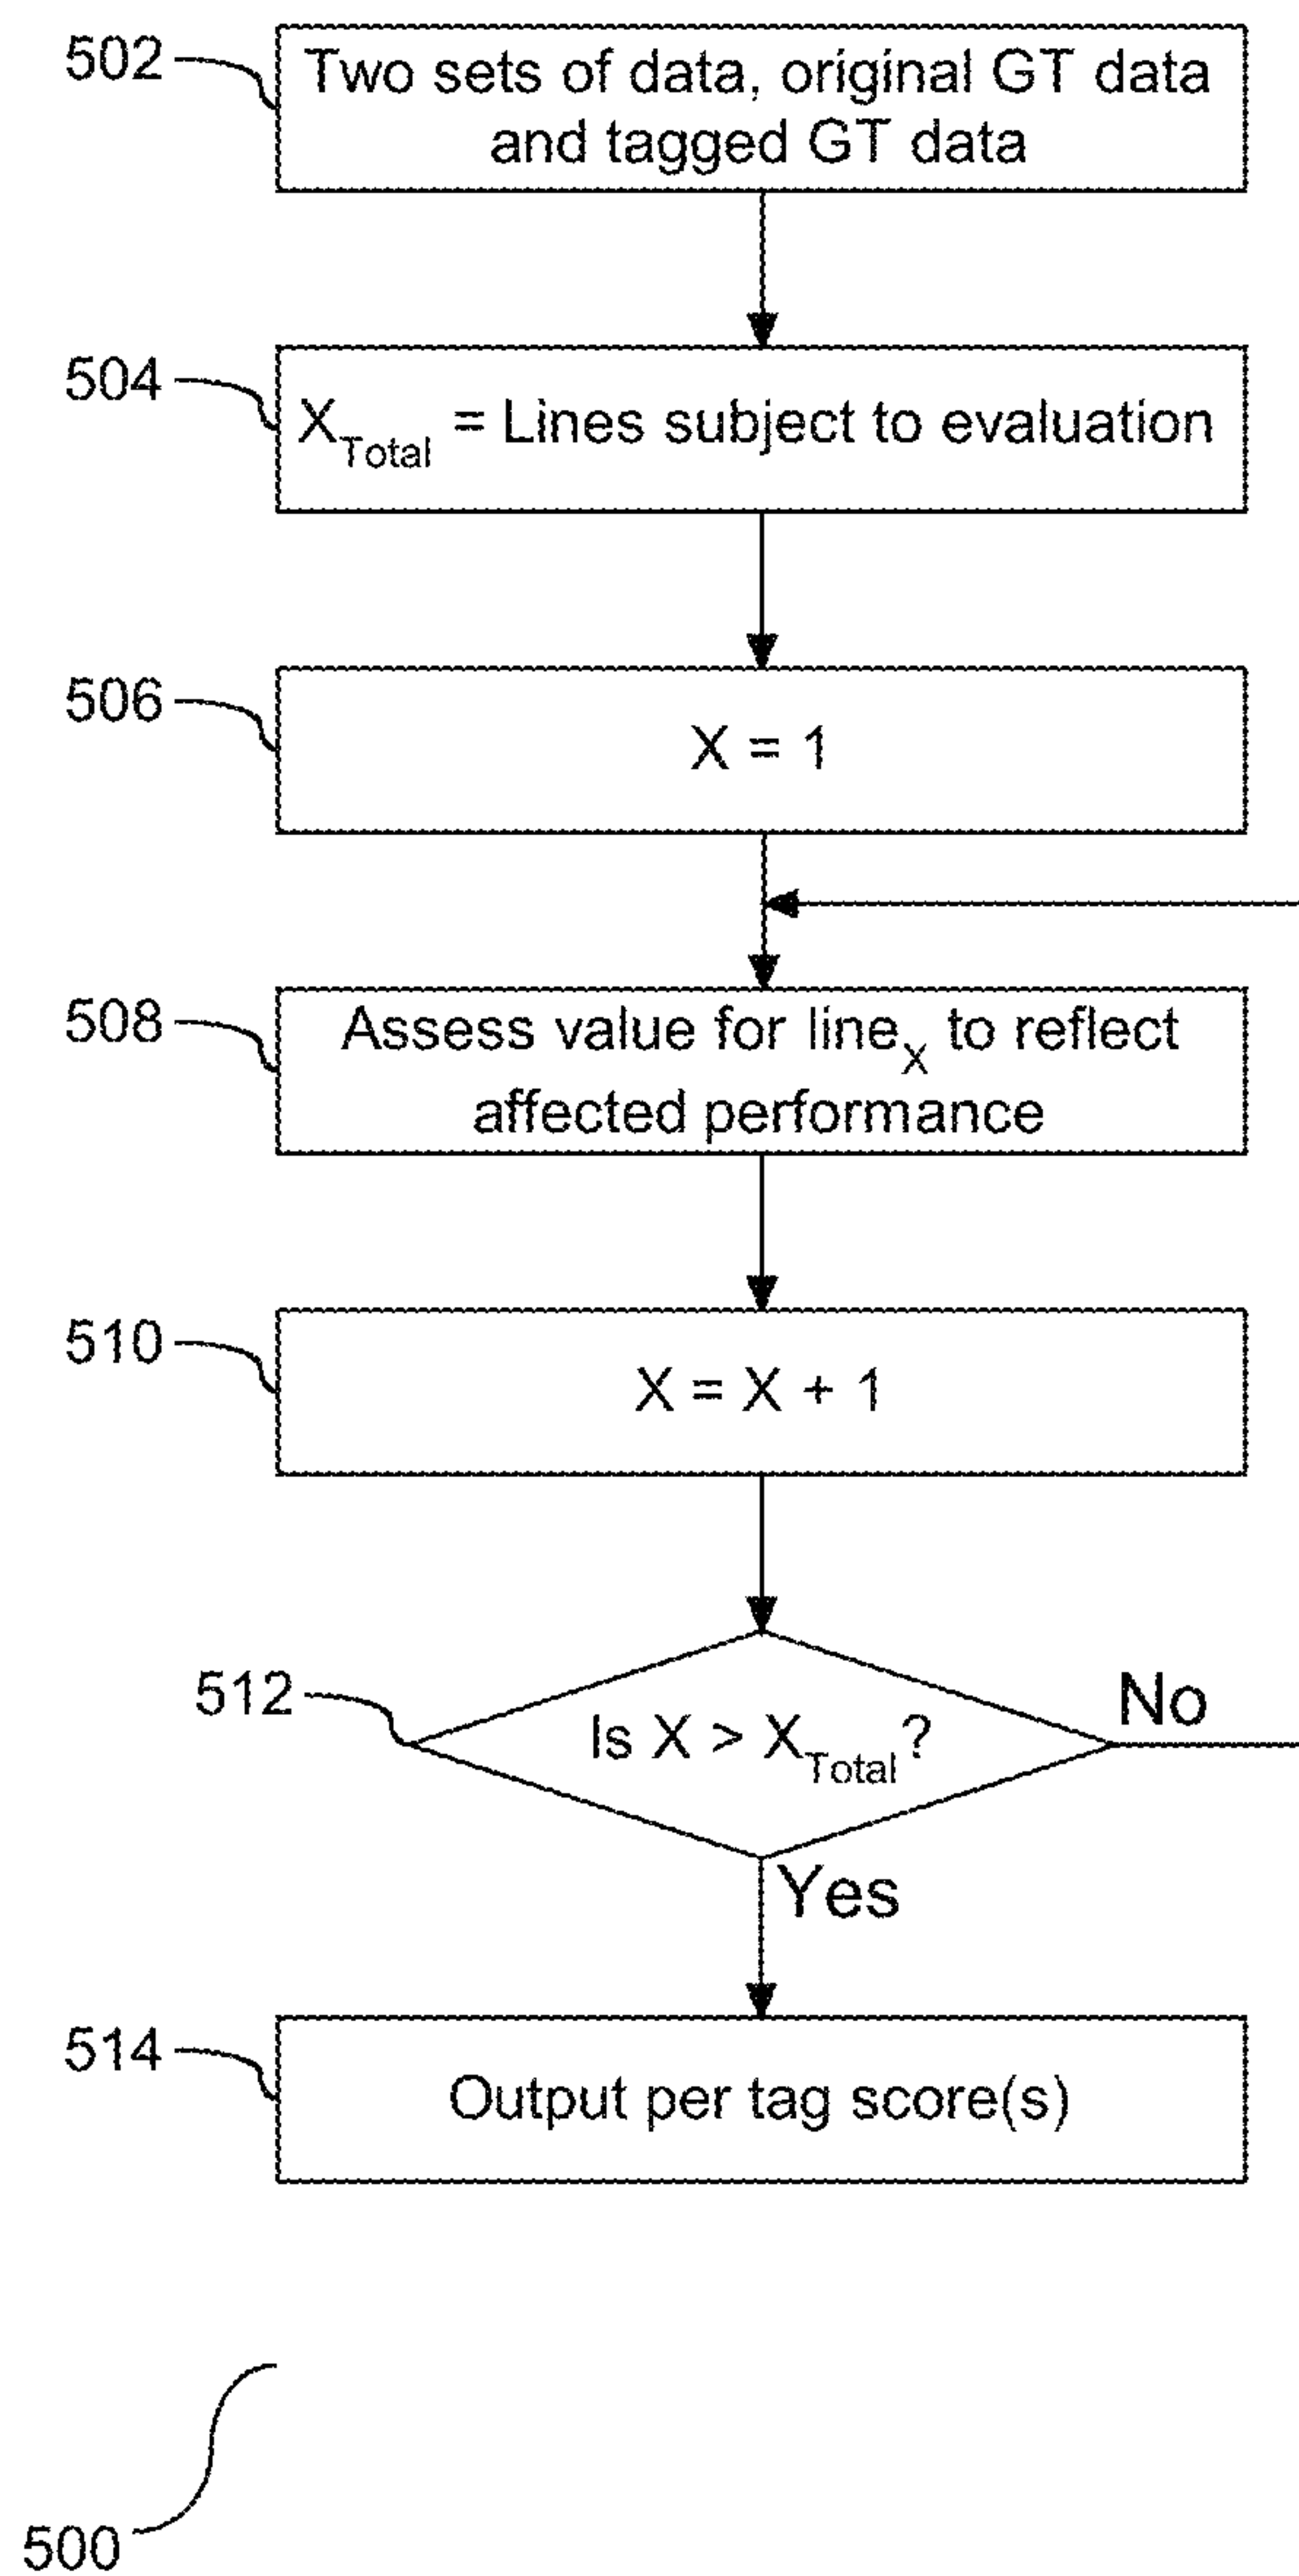 502
Two sets of data, original GT data
and tagged GT data
504
X_Total = Lines subject to evaluation
506
X = 1
508
Assess value for line_X to reflect
affected performance
510
X = X + 1
512
Is X > X_Total ?
No
Yes
514
Output per tag score(s)
500